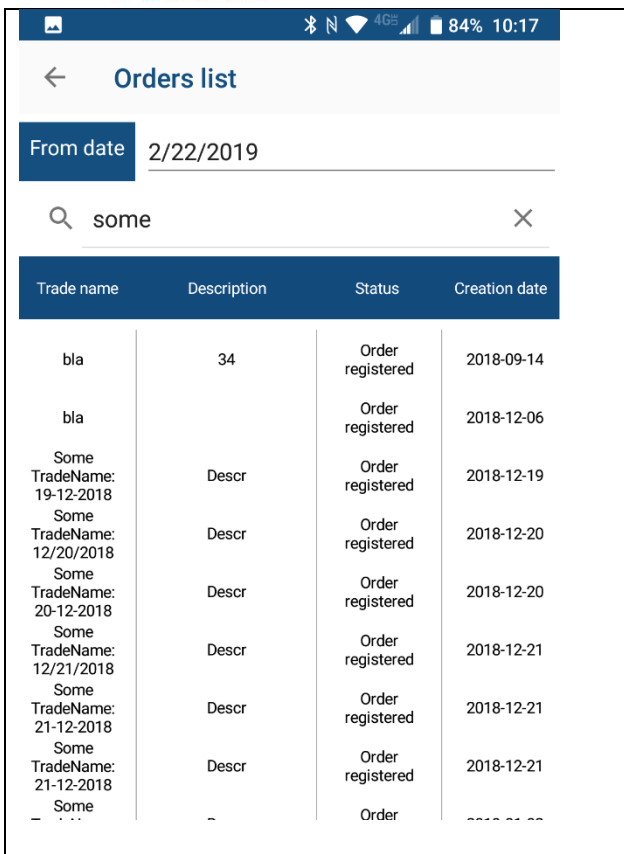 4G 84% 10:17
Orders list
From date 2/22/2019
some
Trade name Description Status Creation date
bla 34 Order registered 2018-09-14
bla Order registered 2018-12-06
Some TradeName: 19-12-2018 Descr Order registered 2018-12-19
Some TradeName: 12/20/2018 Descr Order registered 2018-12-20
Some TradeName: 20-12-2018 Descr Order registered 2018-12-20
Some TradeName: 12/21/2018 Descr Order registered 2018-12-21
Some TradeName: 21-12-2018 Descr Order registered 2018-12-21
Some TradeName: 21-12-2018 Descr Order registered 2018-12-21
Some Order